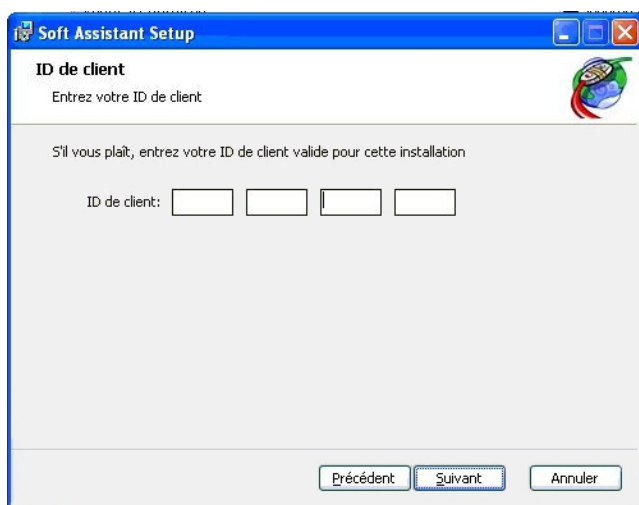 Soft Assistant Setup
ID de client
Entrez votre ID de client
S'il vous plaît, entrez votre ID de client valide pour cette installation
ID de client:
Précédent Suivant Annuler